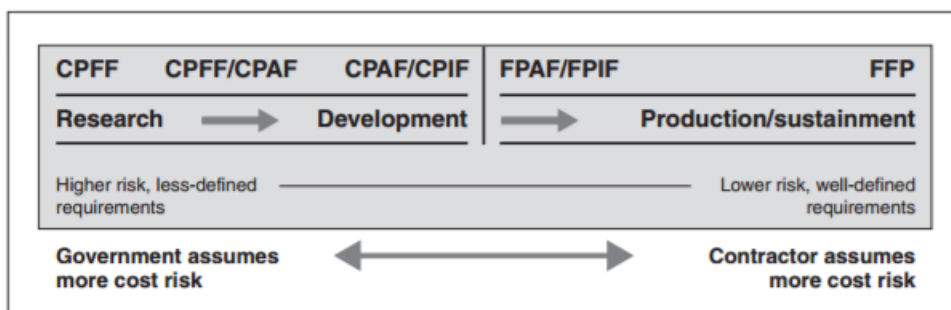 CPFF CPFF/CPAF CPAF/CPIF FPAF/FPIF FFP
Research Development Production/sustainment
Higher risk, less-defined
requirements
Lower risk, well-defined
requirements
Government assumes
more cost risk
Contractor assumes
more cost risk